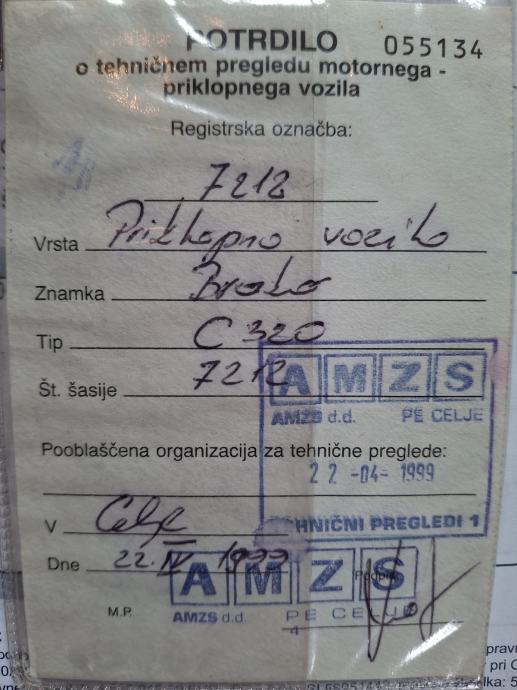 POTRDILO 055134
o tehničnem pregledu motornega -
priklopnega vozila
Registrska označba:
7212
Vrsta Priklopno vozilo
Znamka
Tip C 320
Št. šasije 7212
AMZS
AMZS d.d. PE CELJE
Pooblaščena organizacija za tehnične preglede:
22 -04- 1999
V Celje
TEHNIČNI PREGLEDI 1
Dne 22. IV 1999
AMZS
M.P.
AMZS d.d. PE CELJE
4